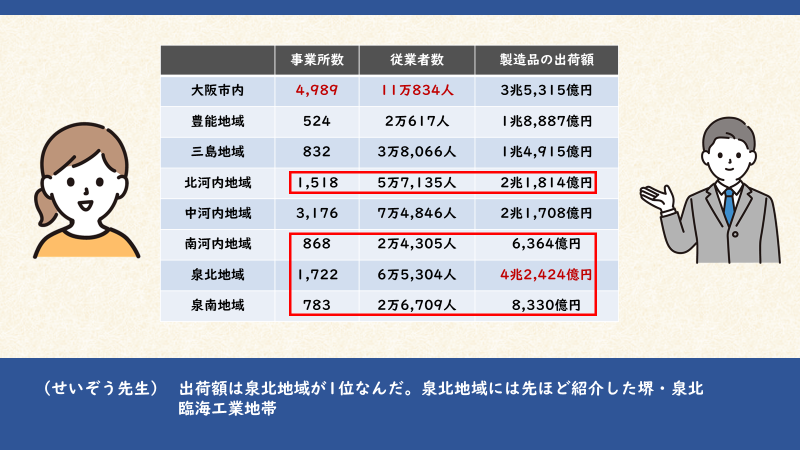 事業所数 従業者数 製造品の出荷額
大阪市内 4,989 11万834人 3兆5,315億円
豊能地域 524 2万617人 1兆8,887億円
三島地域 832 3万8,066人 1兆4,915億円
北河内地域 1,518 5万7,135人 2兆1,814億円
中河内地域 3,176 7万4,846人 2兆1,708億円
南河内地域 868 2万4,305人 6,364億円
泉北地域 1,722 6万5,304人 4兆2,424億円
泉南地域 783 2万6,709人 8,330億円
（せいぞう先生） 出荷額は泉北地域が1位なんだ。泉北地域には先ほど紹介した堺・泉北
臨海工業地帯